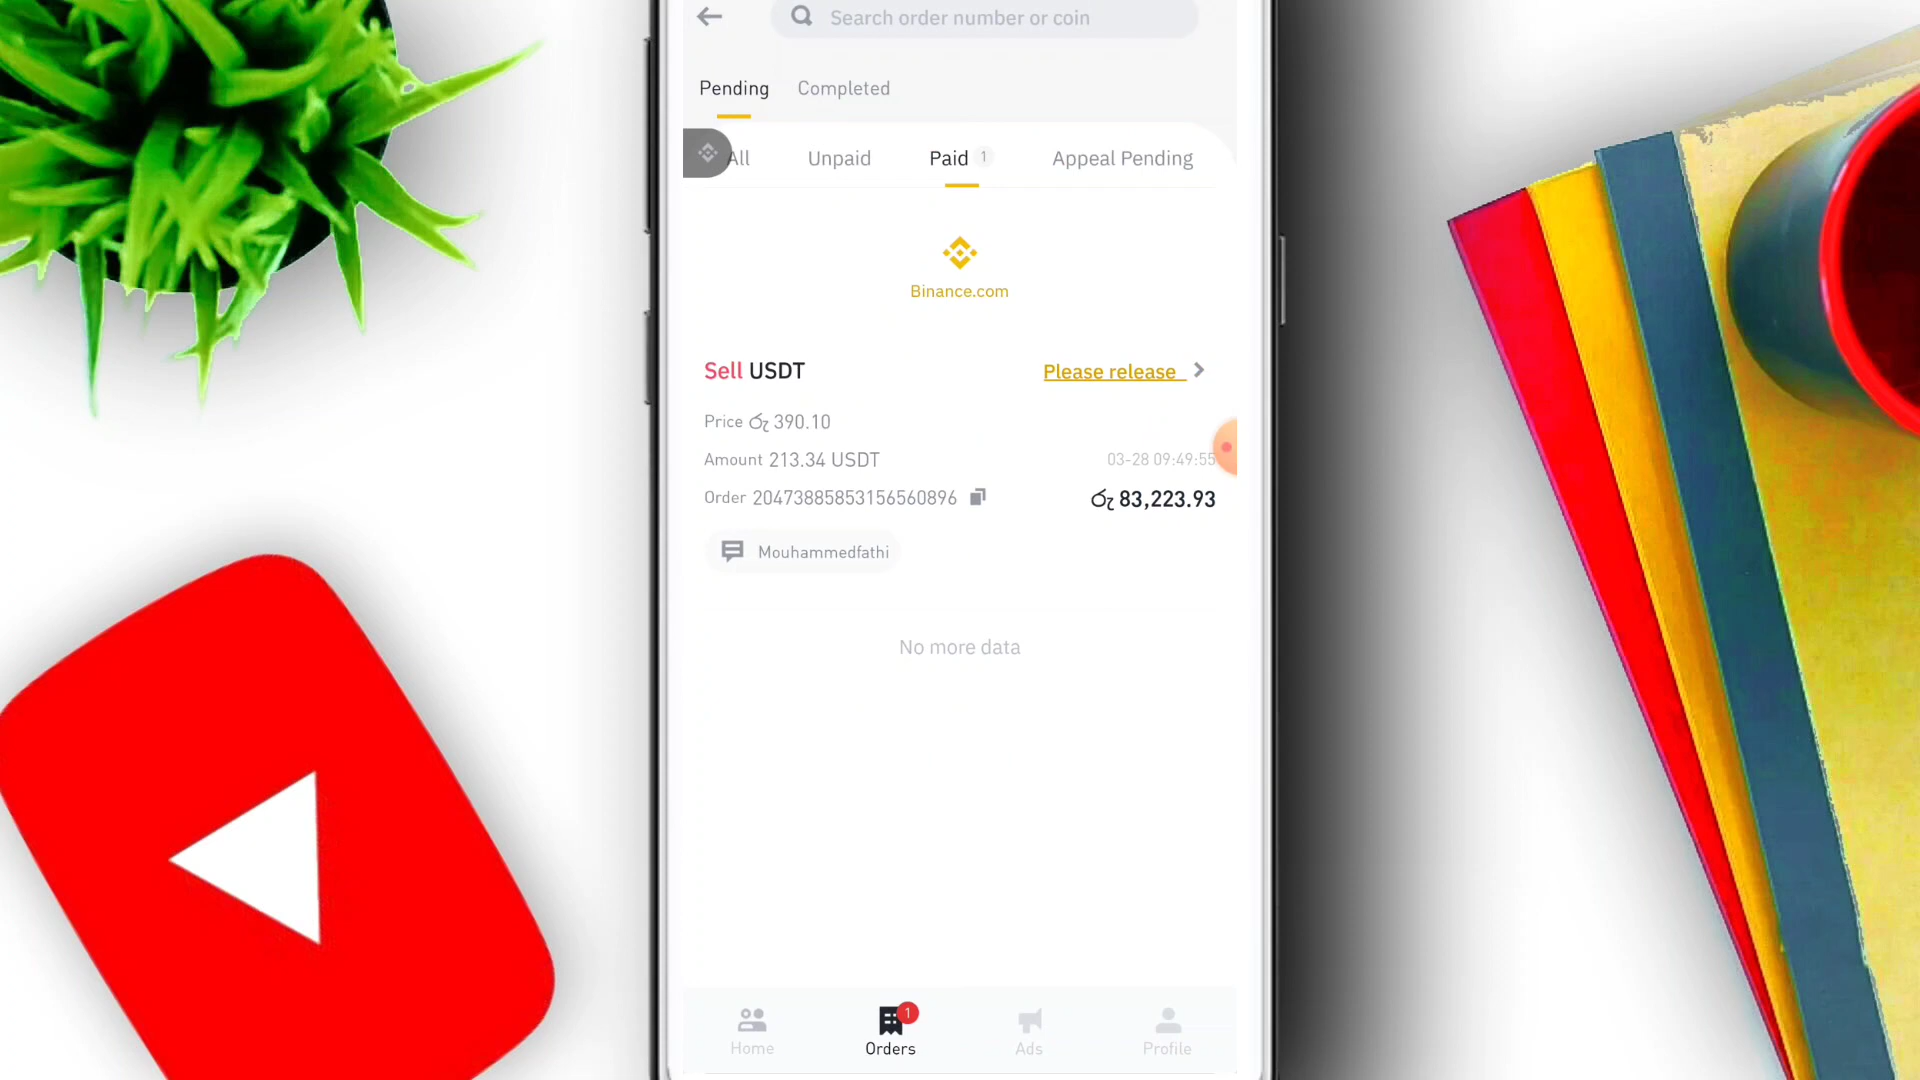 Search order number or coin
Pending Completed
All Unpaid Paid 1 Appeal Pending
Binance.com
Sell USDT Please release
Price රු 390.10
Amount 213.34 USDT 03-28 09:49:55
Order 20473885853156560896 රු 83,223.93
Mouhammedfathi
No more data
1
Home Orders Ads Profile